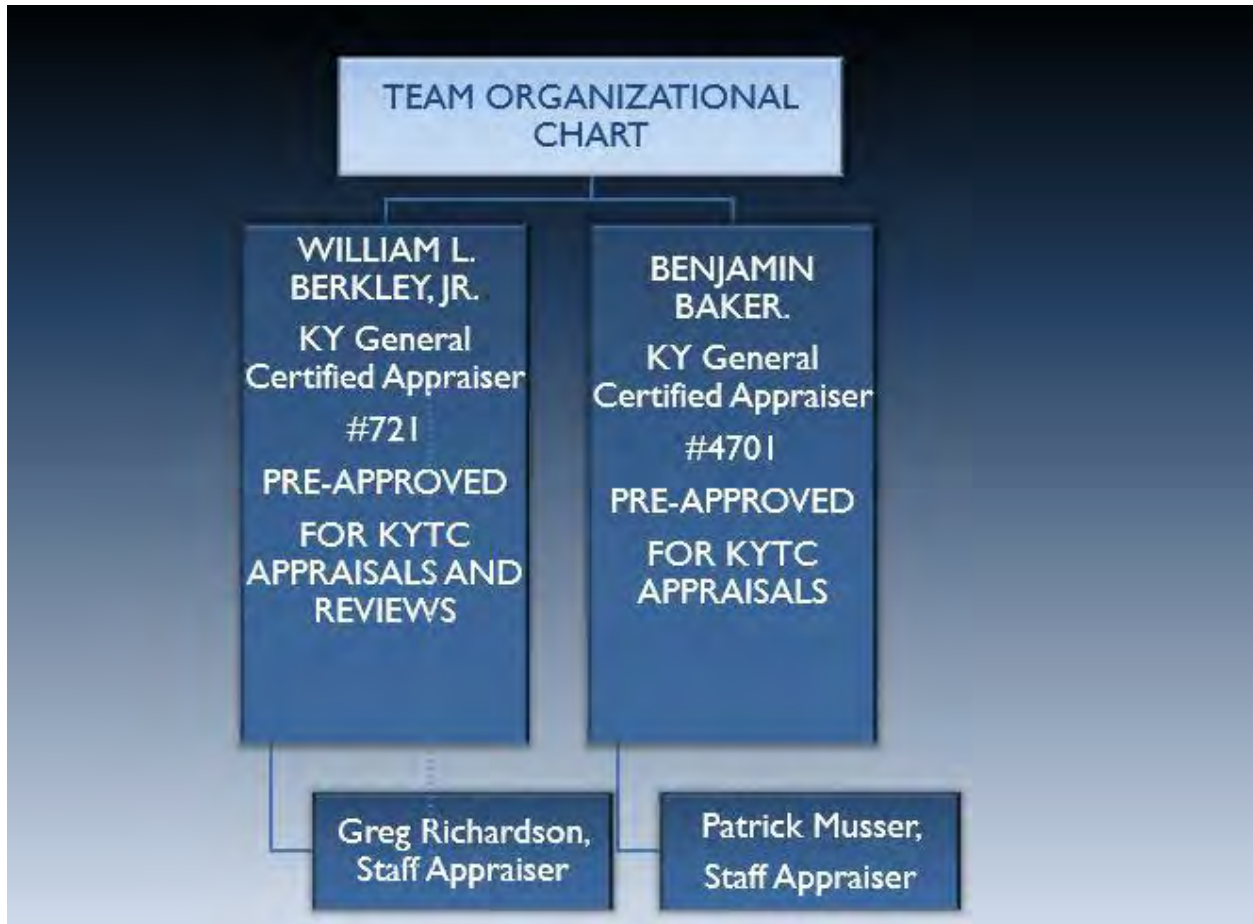 TEAM ORGANIZATIONAL
CHART
WILLIAM L.
BERKLEY, JR.
KY General
Certified Appraiser
#721
PRE-APPROVED
FOR KYTC
APPRAISALS AND
REVIEWS
BENJAMIN
BAKER.
KY General
Certified Appraiser
#4701
PRE-APPROVED
FOR KYTC
APPRAISALS
Greg Richardson,
Staff Appraiser
Patrick Musser,
Staff Appraiser